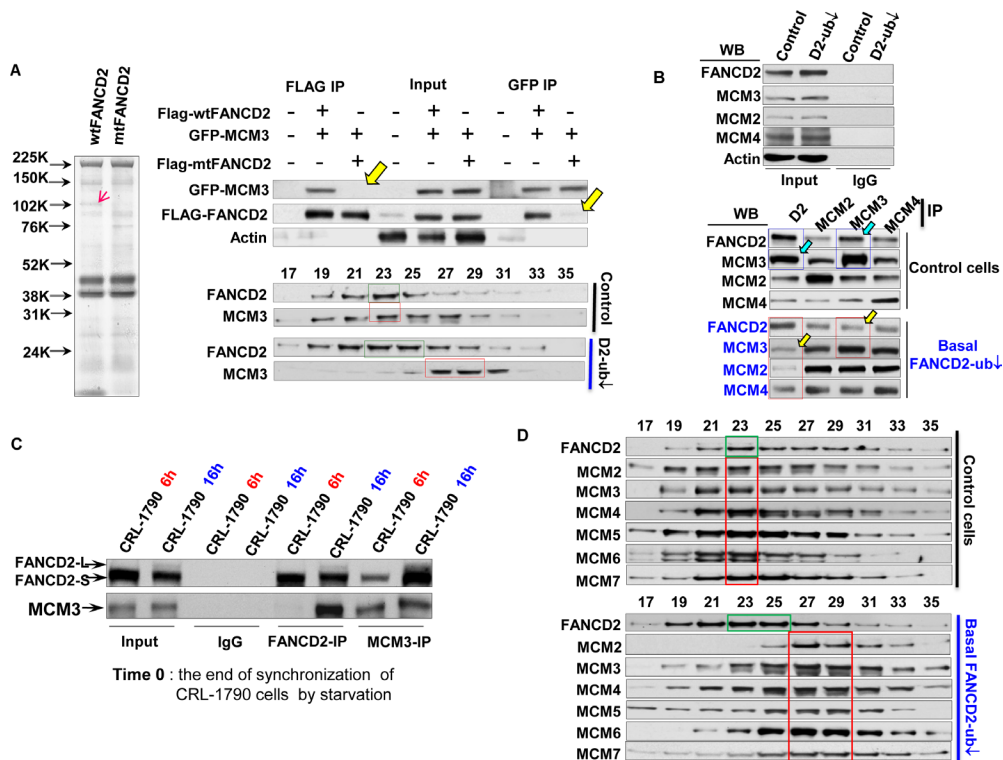 A
wtFANCD2
mtFANCD2
225K
150K
102K
76K
52K
38K
31K
24K
FLAG IP Input GFP IP
Flag-wtFANCD2 - + - - + - - + -
GFP-MCM3 - + + - + + - + +
Flag-mtFANCD2 - - + - - + - - +
GFP-MCM3
FLAG-FANCD2
Actin
17 19 21 23 25 27 29 31 33 35
FANCD2
MCM3
Control
FANCD2
MCM3
D2-ub↓
B
WB Control D2-ub↓ Control D2-ub↓
FANCD2
MCM3
MCM2
MCM4
Actin
Input IgG
WB D2 MCM2 MCM3 MCM4 IP
FANCD2
MCM3
MCM2
MCM4
Control cells
FANCD2
MCM3
MCM2
MCM4
Basal
FANCD2-ub↓
C
CRL-1790 6h
CRL-1790 16h
CRL-1790 6h
CRL-1790 16h
CRL-1790 6h
CRL-1790 16h
CRL-1790 6h
CRL-1790 16h
FANCD2-L
FANCD2-S
MCM3
Input IgG FANCD2-IP MCM3-IP
Time 0 : the end of synchronization of
CRL-1790 cells by starvation
D
17 19 21 23 25 27 29 31 33 35
FANCD2
MCM2
MCM3
MCM4
MCM5
MCM6
MCM7
Control cells
17 19 21 23 25 27 29 31 33 35
FANCD2
MCM2
MCM3
MCM4
MCM5
MCM6
MCM7
Basal FANCD2-ub↓